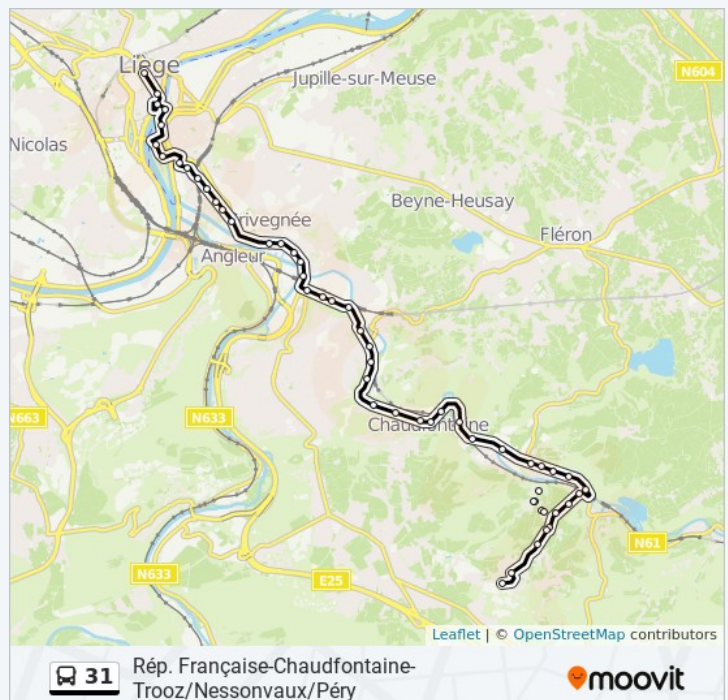 Liège
Jupille-sur-Meuse
N604
Nicolas
Beyne-Heusay
rivegnée
Fléron
Angleur
N663
N633
Chaudfontaine
N61
N633
E25
Leaflet | © OpenStreetMap contributors
31
Rép. Française-Chaudfontaine-
Trooz/Nessonvaux/Péry
moovit